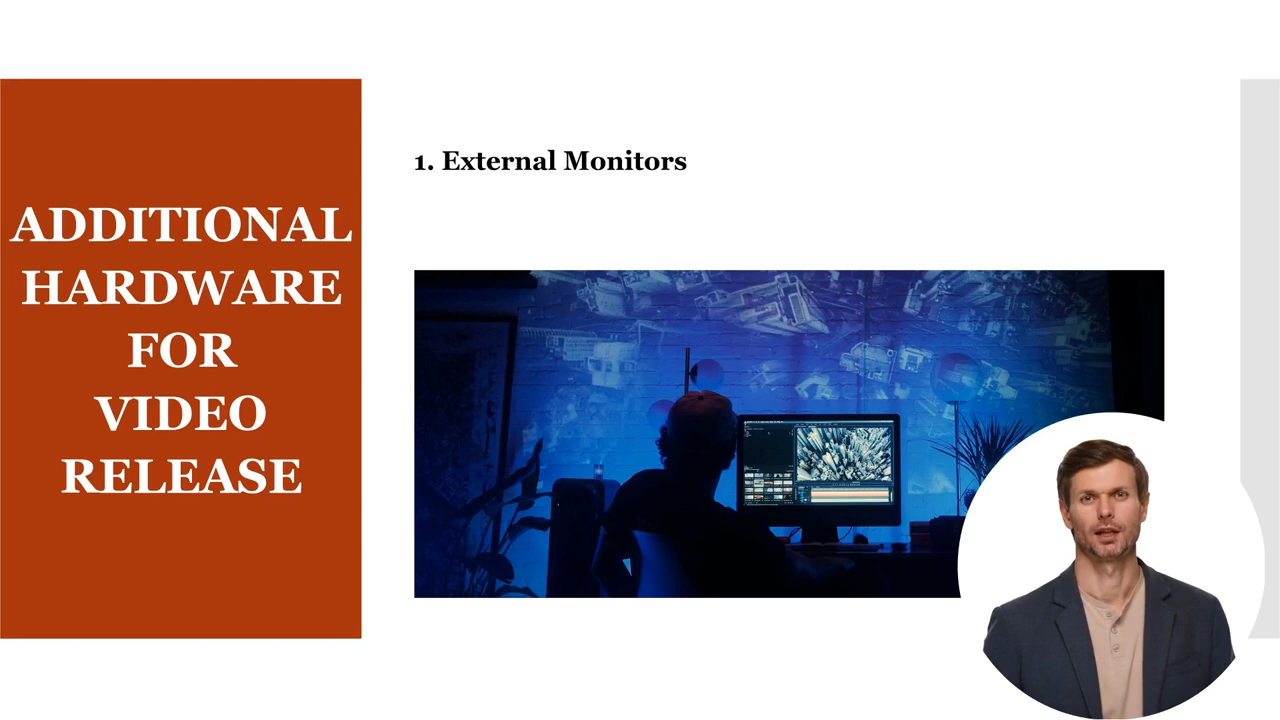 ADDITIONAL
HARDWARE
FOR
VIDEO
RELEASE
1. External Monitors